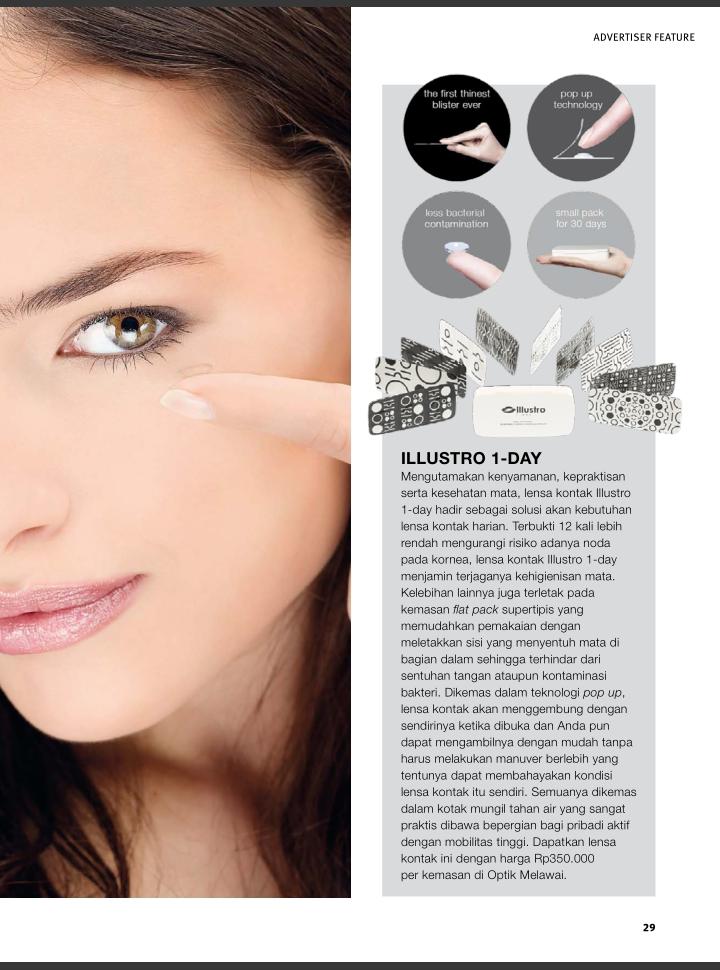 ADVERTISER FEATURE
the first thinest
blister ever
pop up
technology
less bacterial
contamination
small pack
for 30 days
Illustro
ILLUSTRO 1-DAY
Mengutamakan kenyamanan, kepraktisan
serta kesehatan mata, lensa kontak Illustro
1-day hadir sebagai solusi akan kebutuhan
lensa kontak harian. Terbukti 12 kali lebih
rendah mengurangi risiko adanya noda
pada kornea, lensa kontak Illustro 1-day
menjamin terjaganya kehigienisan mata.
Kelebihan lainnya juga terletak pada
kemasan flat pack supertipis yang
memudahkan pemakaian dengan
meletakkan sisi yang menyentuh mata di
bagian dalam sehingga terhindar dari
sentuhan tangan ataupun kontaminasi
bakteri. Dikemas dalam teknologi pop up,
lensa kontak akan menggembung dengan
sendirinya ketika dibuka dan Anda pun
dapat mengambilnya dengan mudah tanpa
harus melakukan manuver berlebih yang
tentunya dapat membahayakan kondisi
lensa kontak itu sendiri. Semuanya dikemas
dalam kotak mungil tahan air yang sangat
praktis dibawa bepergian bagi pribadi aktif
dengan mobilitas tinggi. Dapatkan lensa
kontak ini dengan harga Rp350.000
per kemasan di Optik Melawai.
29